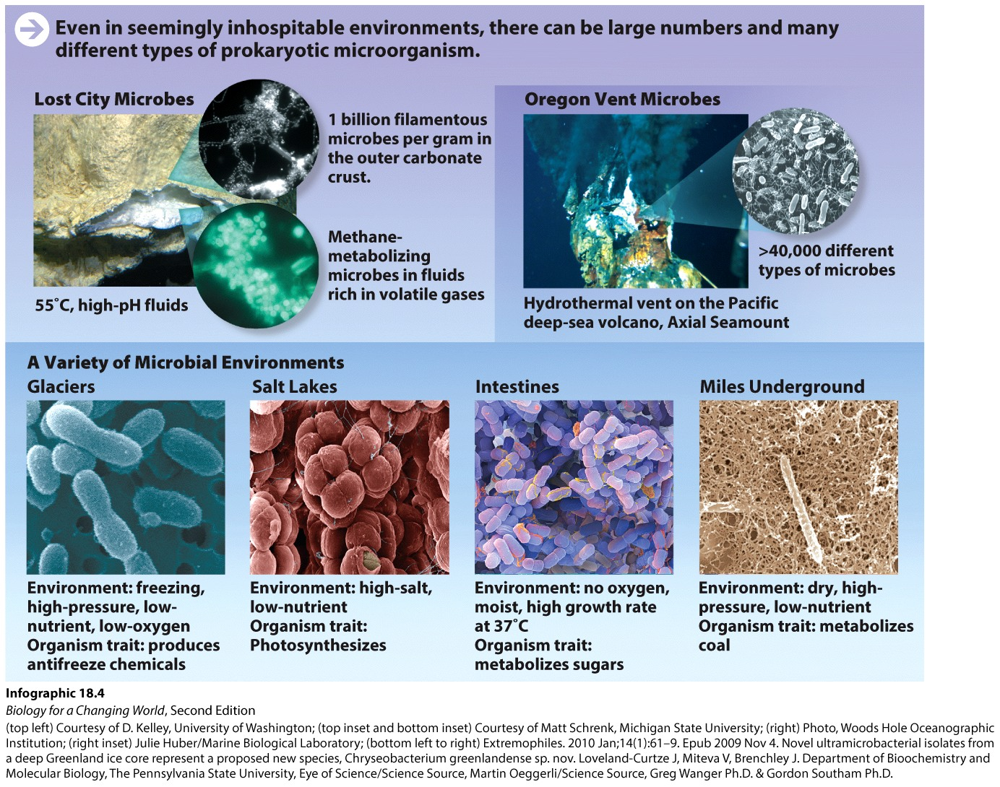 Even in seemingly inhospitable environments, there can be large numbers and many
different types of prokaryotic microorganism.
Lost City Microbes
1 billion filamentous
microbes per gram in
the outer carbonate
crust.
Methane-
metabolizing
microbes in fluids
rich in volatile gases
55˚C, high-pH fluids
Oregon Vent Microbes
>40,000 different
types of microbes
Hydrothermal vent on the Pacific
deep-sea volcano, Axial Seamount
A Variety of Microbial Environments
Glaciers
Environment: freezing,
high-pressure, low-
nutrient, low-oxygen
Organism trait: produces
antifreeze chemicals
Salt Lakes
Environment: high-salt,
low-nutrient
Organism trait:
Photosynthesizes
Intestines
Environment: no oxygen,
moist, high growth rate
at 37˚C
Organism trait:
metabolizes sugars
Miles Underground
Environment: dry, high-
pressure, low-nutrient
Organism trait: metabolizes
coal
Infographic 18.4
Biology for a Changing World, Second Edition
(top left) Courtesy of D. Kelley, University of Washington; (top inset and bottom inset) Courtesy of Matt Schrenk, Michigan State University; (right) Photo, Woods Hole Oceanographic
Institution; (right inset) Julie Huber/Marine Biological Laboratory; (bottom left to right) Extremophiles. 2010 Jan;14(1):61–9. Epub 2009 Nov 4. Novel ultramicrobacterial isolates from
a deep Greenland ice core represent a proposed new species, Chryseobacterium greenlandense sp. nov. Loveland-Curtze J, Miteva V, Brenchley J. Department of Bioochemistry and
Molecular Biology, The Pennsylvania State University, Eye of Science/Science Source, Martin Oeggerli/Science Source, Greg Wanger Ph.D. & Gordon Southam Ph.D.